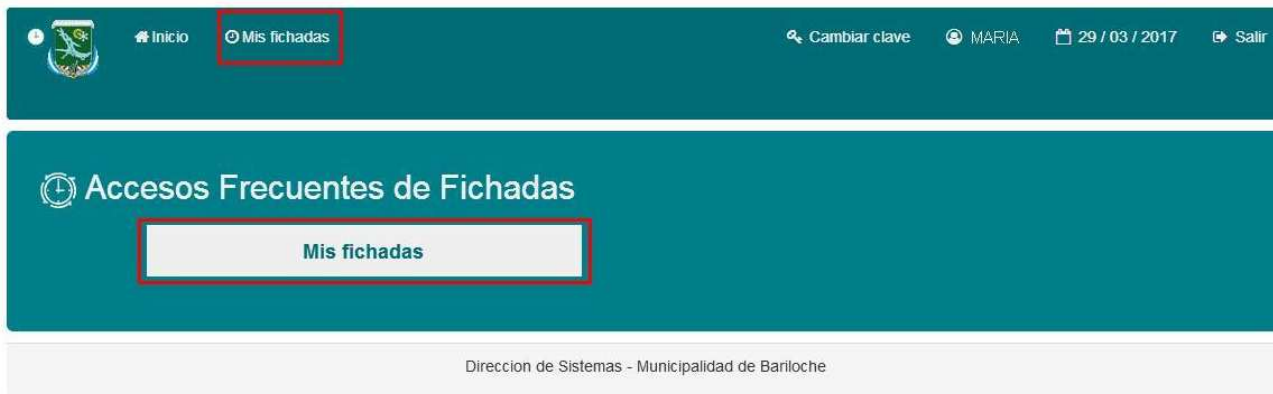 Inicio Mis fichadas Cambiar clave MARIA 29 / 03 / 2017 Salir
Accesos Frecuentes de Fichadas
Mis fichadas
Direccion de Sistemas - Municipalidad de Bariloche